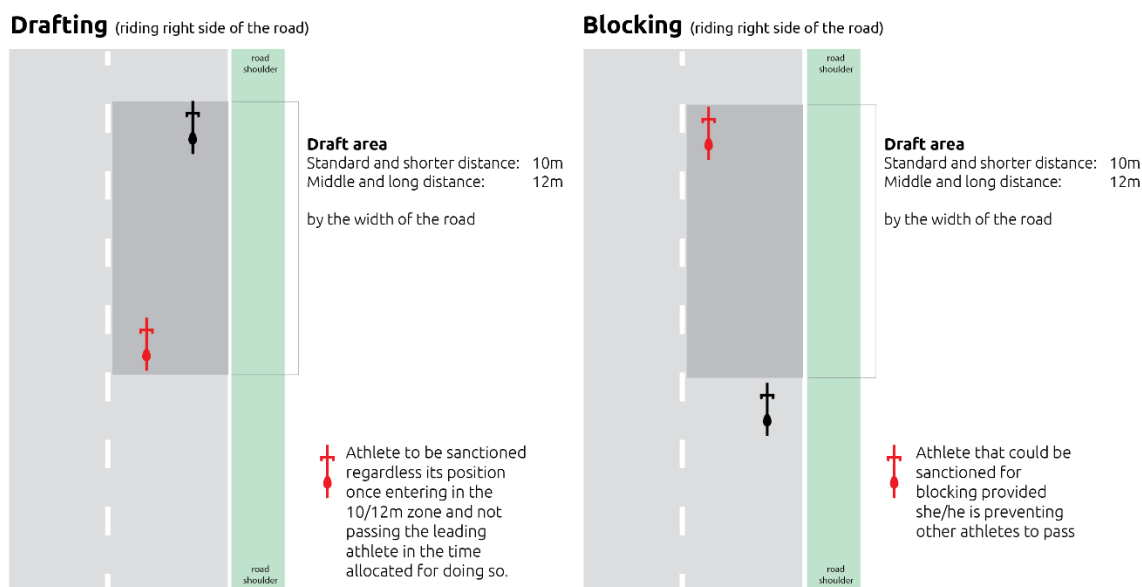 Drafting (riding right side of the road)
road
shoulder
Draft area
Standard and shorter distance: 10m
Middle and long distance: 12m
by the width of the road
Athlete to be sanctioned
regardless its position
once entering in the
10/12m zone and not
passing the leading
athlete in the time
allocated for doing so.
road
shoulder
Blocking (riding right side of the road)
road
shoulder
Draft area
Standard and shorter distance: 10m
Middle and long distance: 12m
by the width of the road
Athlete that could be
sanctioned for
blocking provided
she/he is preventing
other athletes to pass
road
shoulder